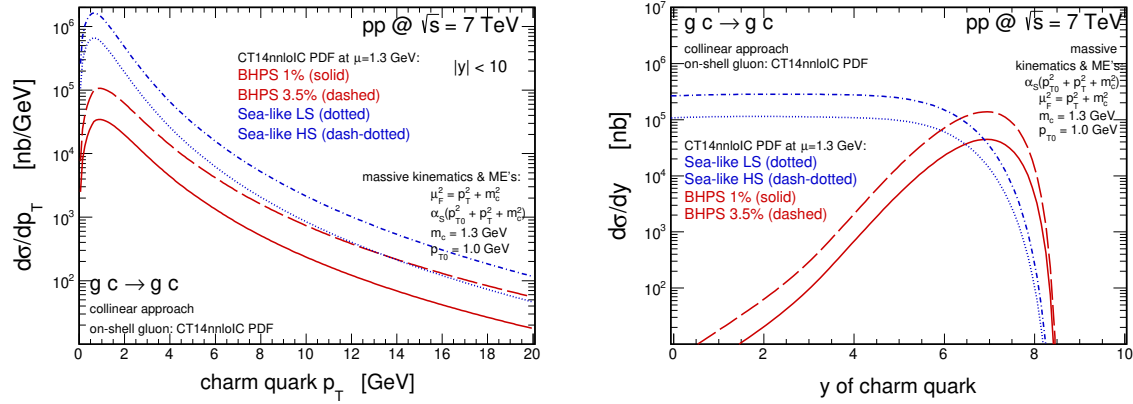 pp @ √s = 7 TeV
CT14nnloIC PDF at μ=1.3 GeV:
BHPS 1% (solid)
BHPS 3.5% (dashed)
Sea-like LS (dotted)
Sea-like HS (dash-dotted)
|y| < 10
massive kinematics & ME's:
μ_F^2 = p_T^2 + m_c^2
α_S(p_T0^2 + p_T^2 + m_c^2)
m_c = 1.3 GeV
p_T0 = 1.0 GeV
g c → g c
collinear approach
on-shell gluon: CT14nnloIC PDF
dσ/dp_T [nb/GeV]
10^6
10^5
10^4
10^3
10^2
0 2 4 6 8 10 12 14 16 18 20
charm quark p_T [GeV]
g c → g c
pp @ √s = 7 TeV
collinear approach
on-shell gluon: CT14nnloIC PDF
massive
kinematics & ME's:
α_S(p_T0^2 + p_T^2 + m_c^2)
μ_F^2 = p_T^2 + m_c^2
m_c = 1.3 GeV
p_T0 = 1.0 GeV
CT14nnloIC PDF at μ=1.3 GeV:
Sea-like LS (dotted)
Sea-like HS (dash-dotted)
BHPS 1% (solid)
BHPS 3.5% (dashed)
dσ/dy [nb]
10^6
10^5
10^4
10^3
10^2
0 2 4 6 8 10
y of charm quark